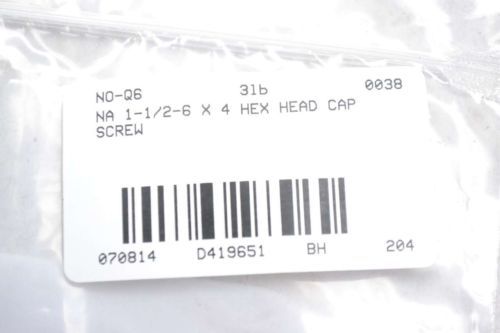 NO-Q6 31b 0038
NA 1-1/2-6 X 4 HEX HEAD CAP
SCREW
070814 D419651 BH 204